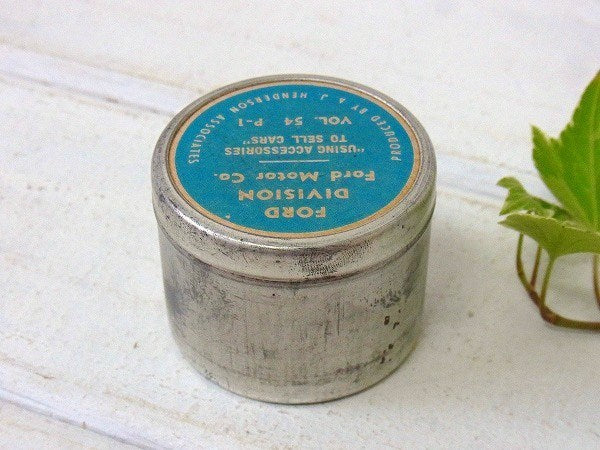 FORD
DIVISION
Ford Motor Co.
"USING ACCESSORIES
TO SELL CARS"
VOL. 54 P-1
PRODUCED BY A. J. HENDERSON ASSOCIATES